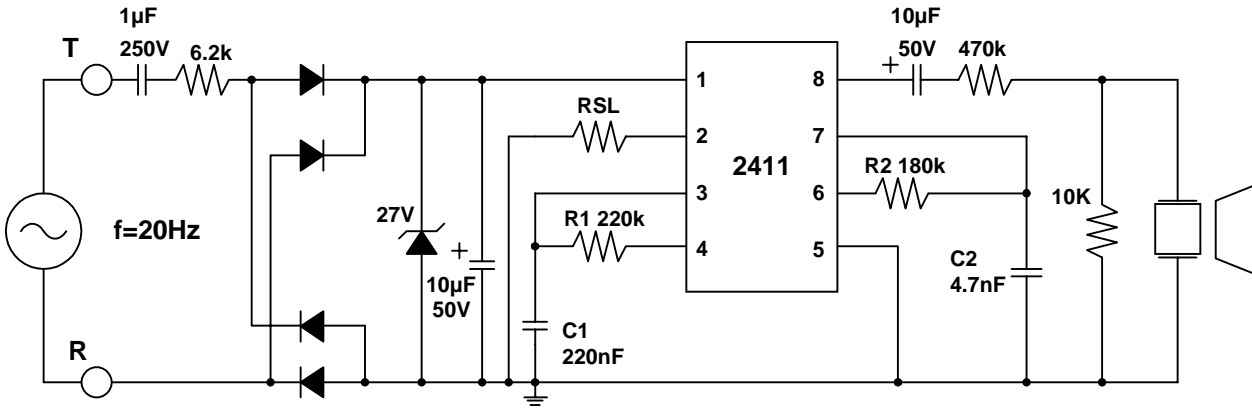 1µF
250V
T
6.2k
10µF
50V
470k
1
8
RSL
2
7
2411
R2 180k
3
6
27V
R1 220k
10K
f=20Hz
4
5
10µF
50V
C2
4.7nF
C1
220nF
R